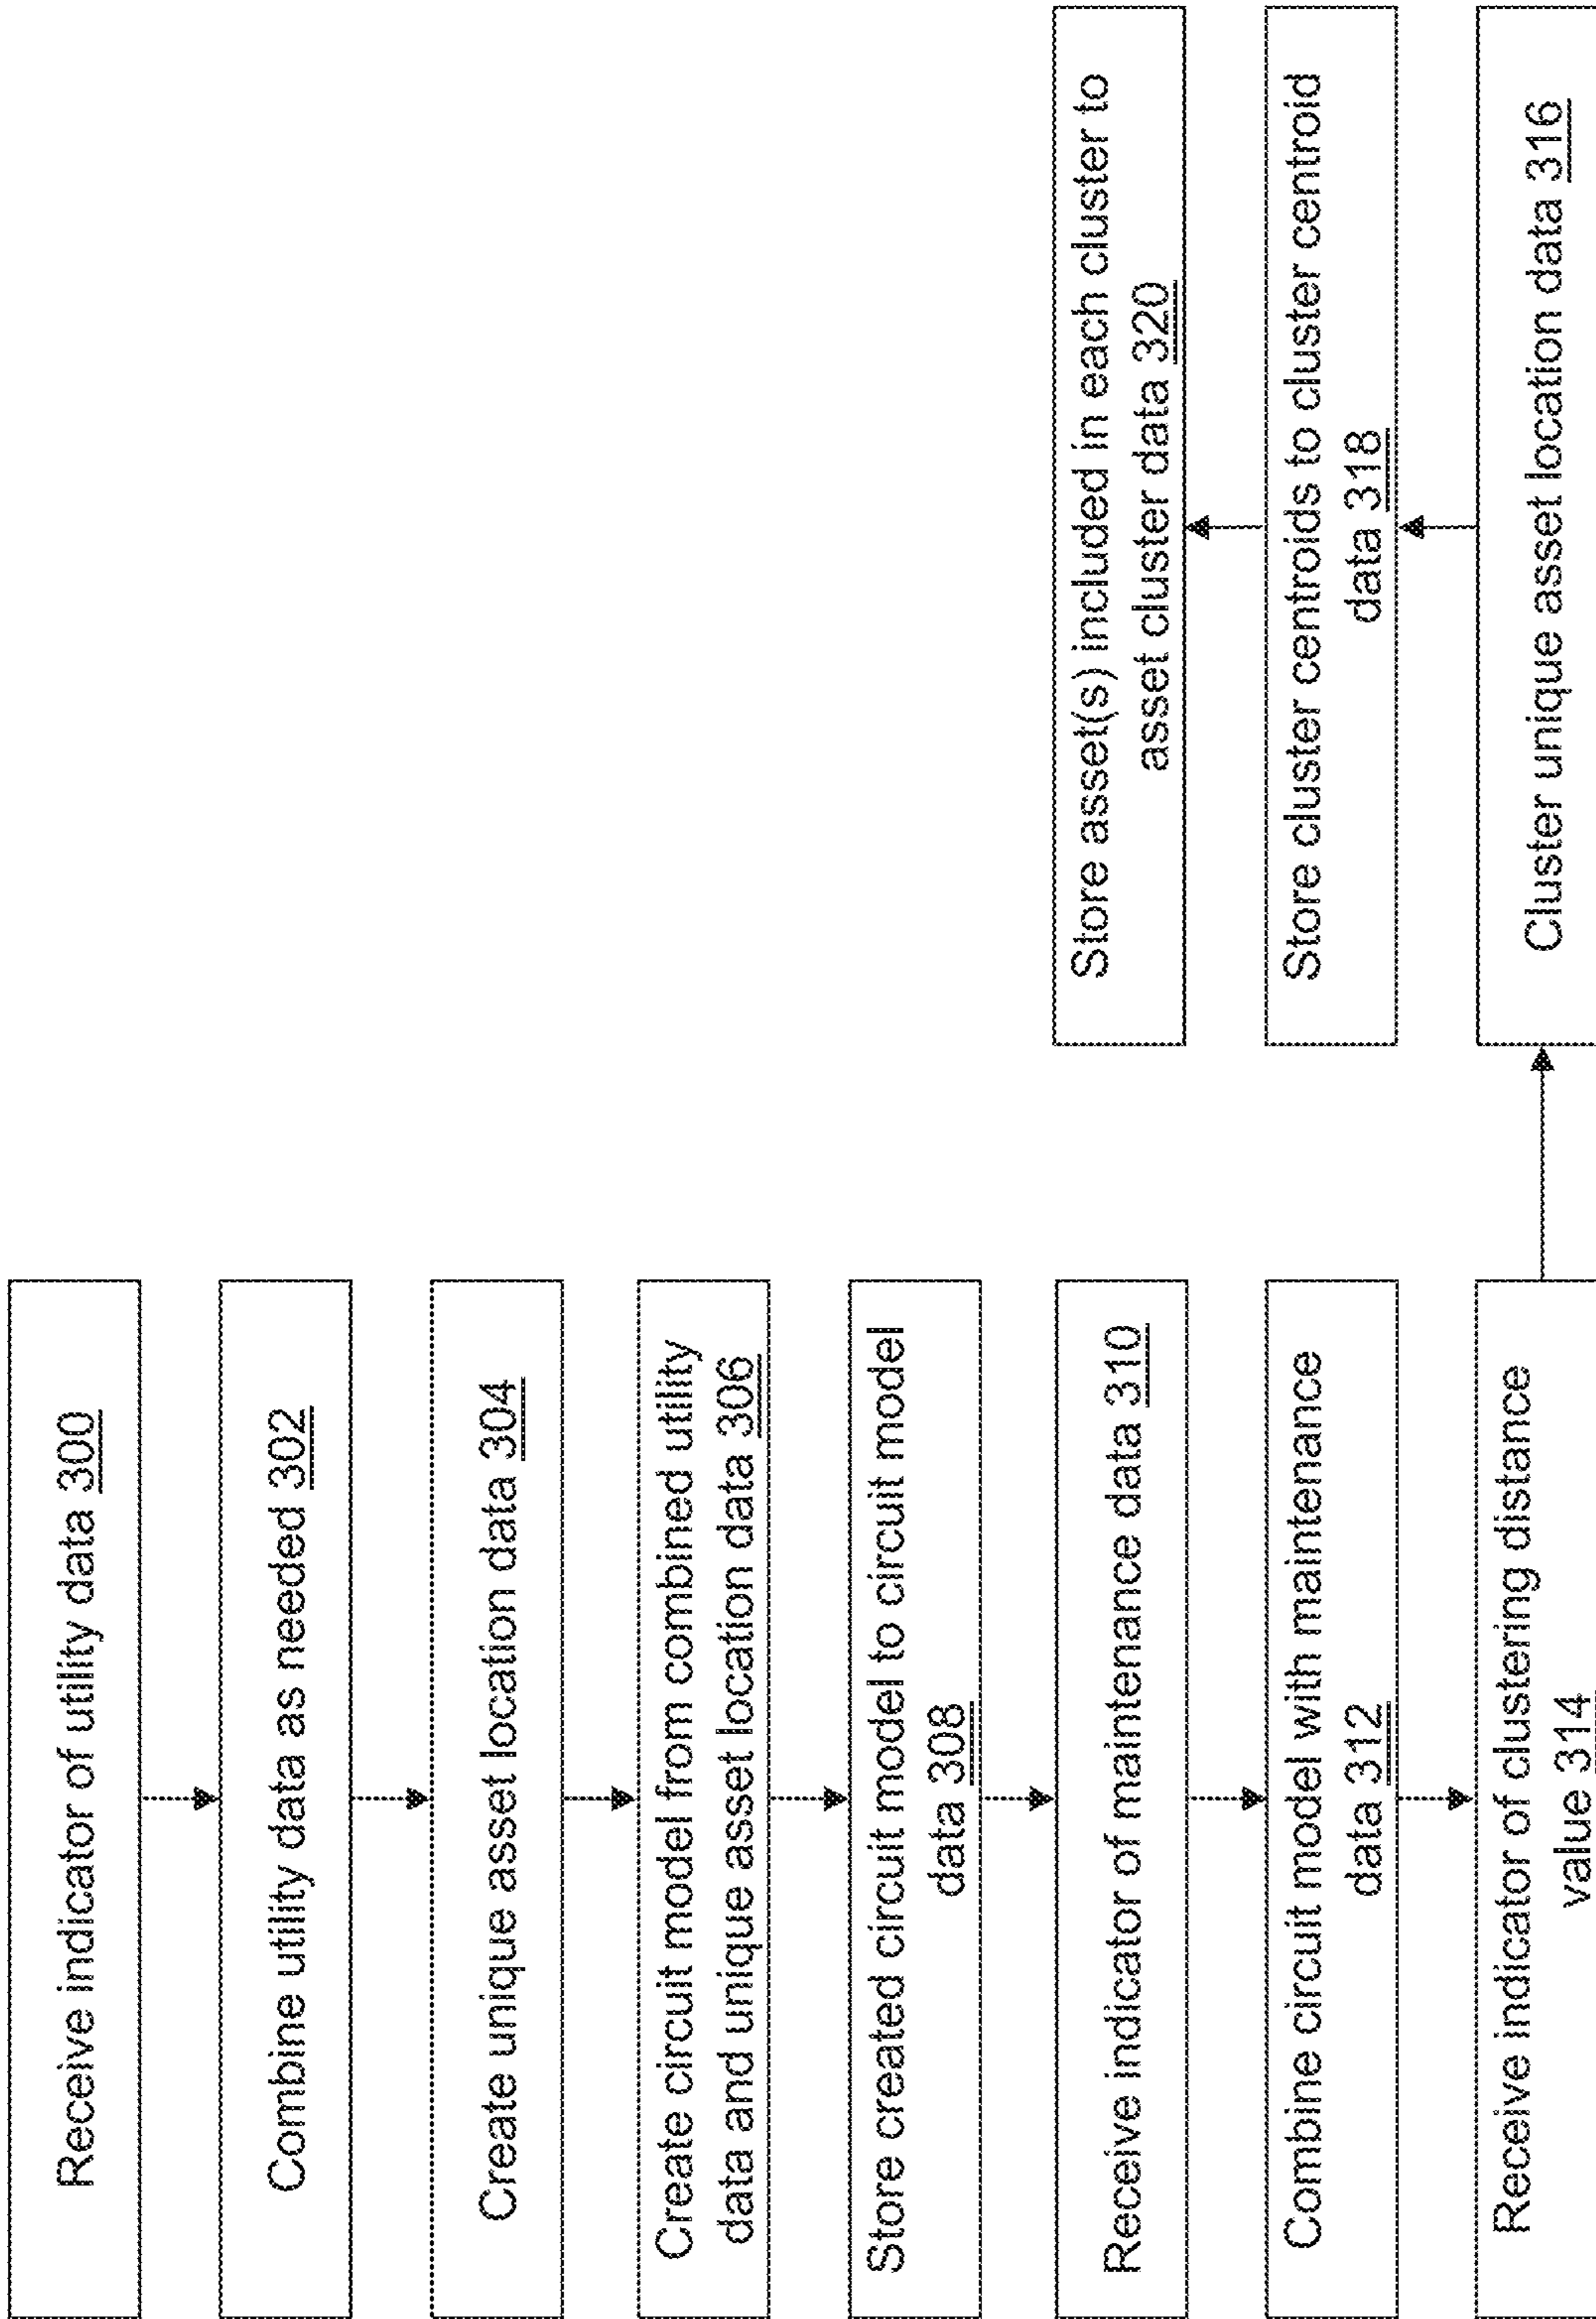 Receive indicator of utility data 300
Combine utility data as needed 302
Create unique asset location data 304
Create circuit model from combined utility
data and unique asset location data 306
Store created circuit model to circuit model
data 308
Receive indicator of maintenance data 310
Combine circuit model with maintenance
data 312
Receive indicator of clustering distance
value 314
Cluster unique asset location data 316
Store cluster centroids to cluster centroid
data 318
Store asset(s) included in each cluster to
asset cluster data 320